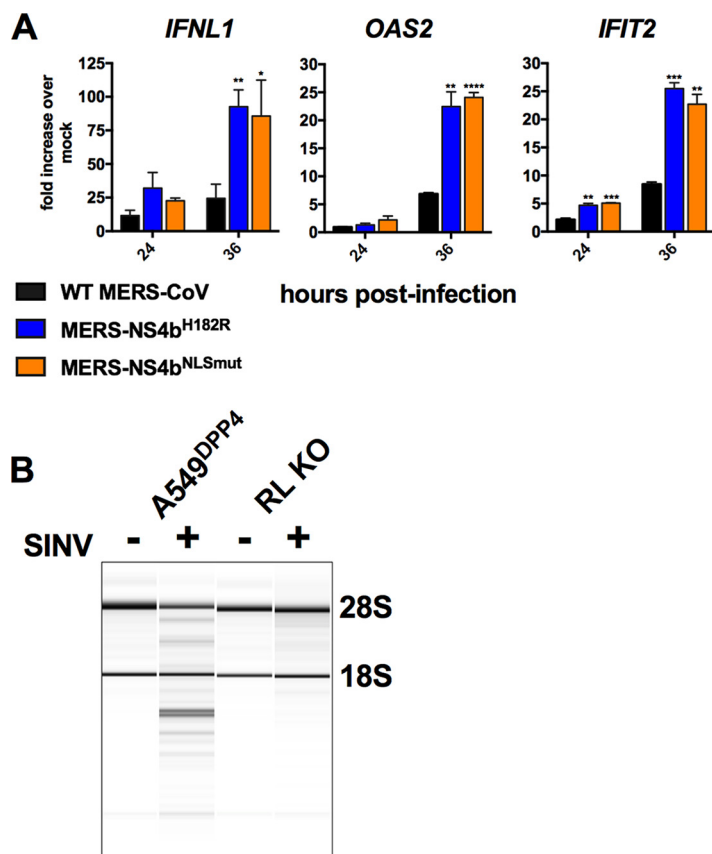 A
IFNL1
OAS2
IFIT2
fold increase over
mock
125
100
75
50
25
0
24
36
** *
30
25
20
15
10
5
0
24
36
** ****
30
25
20
15
10
5
0
24
36
** ***
*** **
hours post-infection
WT MERS-CoV
MERS-NS4bH182R
MERS-NS4bNLSmut
B
A549DPP4
RL KO
SINV - + - +
28S
18S